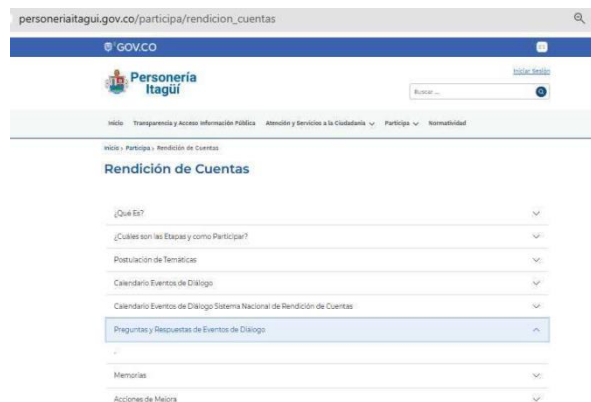 personeriaitagui.gov.co/participa/rendicion_cuentas
GOV.CO
Iniciar Sesión
Personería
Itagüí
Buscar ...
Inicio Transparencia y Acceso Información Pública Atención y Servicios a la Ciudadanía Participa Normatividad
Inicio > Participa > Rendición de Cuentas
Rendición de Cuentas
¿Qué Es?
¿Cuáles son las Etapas y como Participar?
Postulación de Temáticas
Calendario Eventos de Diálogo
Calendario Eventos de Diálogo Sistema Nacional de Rendición de Cuentas
Preguntas y Respuestas de Eventos de Diálogo
-
Memorias
Acciones de Mejora